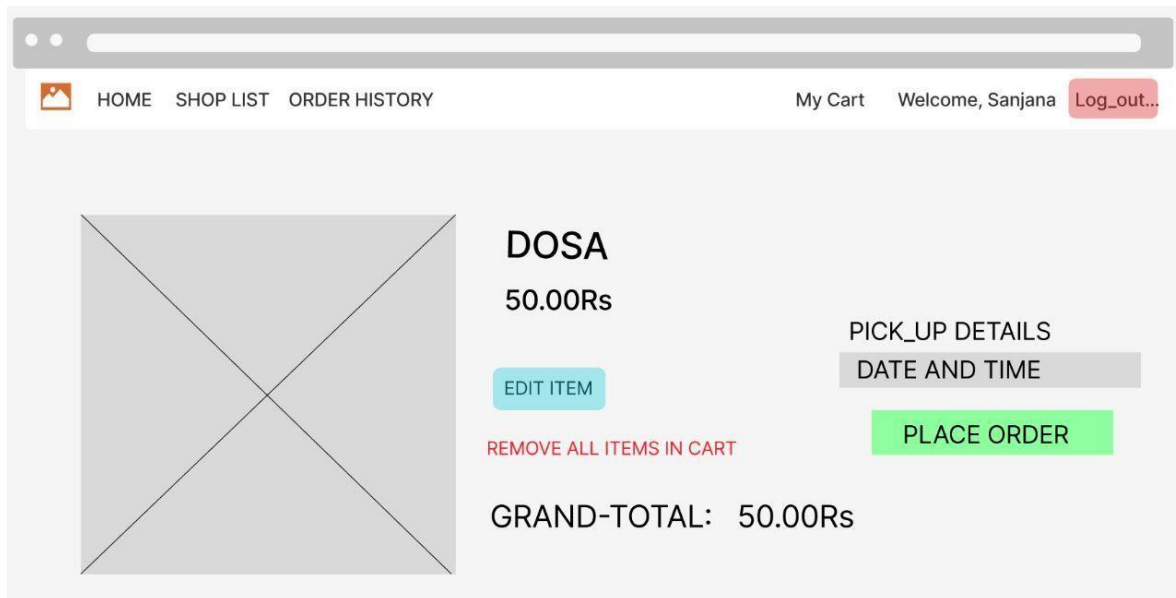 HOME SHOP LIST ORDER HISTORY My Cart Welcome, Sanjana Log_out...
DOSA
50.00Rs
EDIT ITEM
REMOVE ALL ITEMS IN CART
GRAND-TOTAL: 50.00Rs
PICK_UP DETAILS
DATE AND TIME
PLACE ORDER